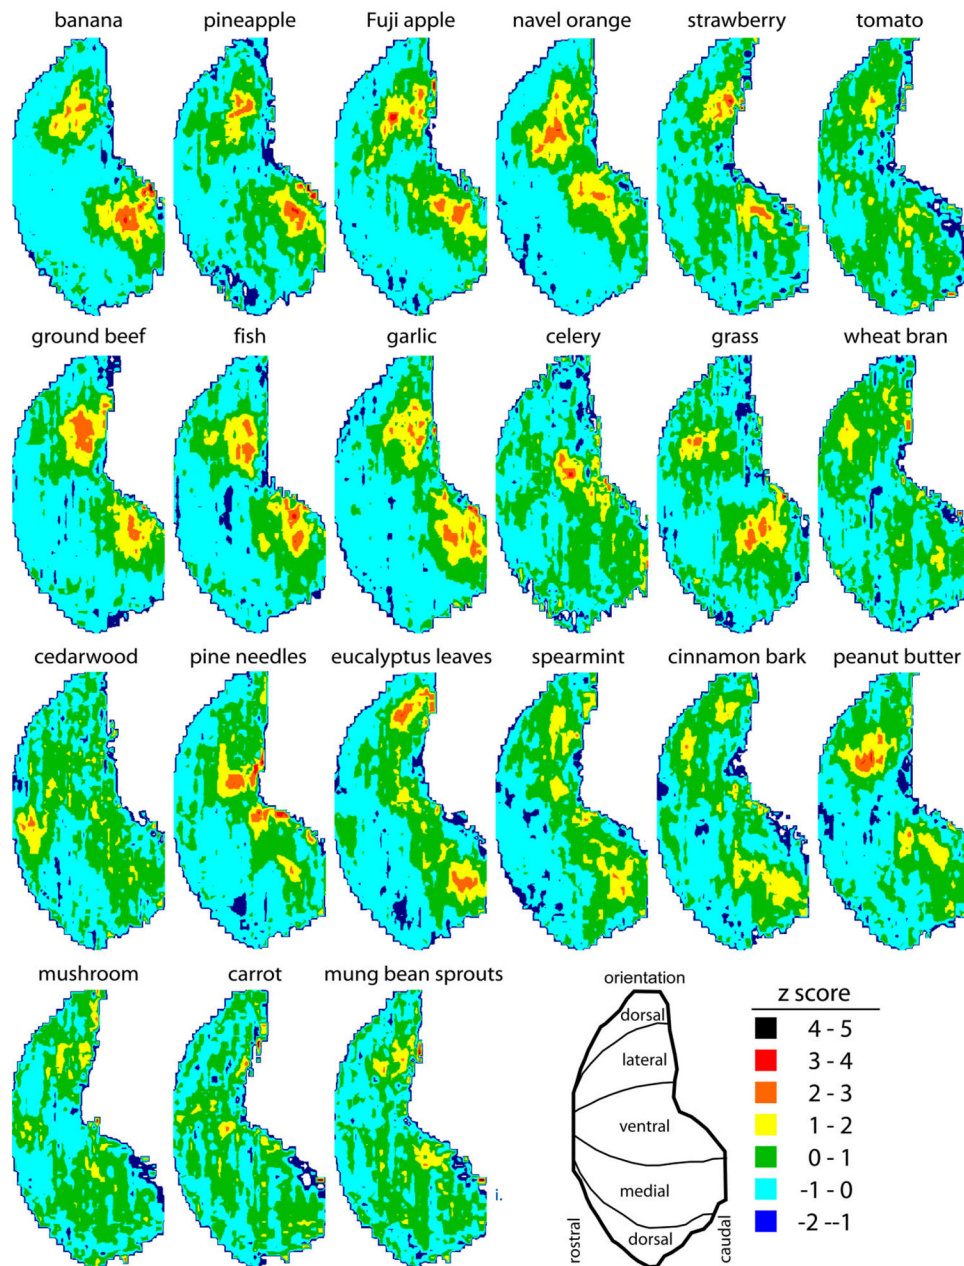 banana pineapple Fuji apple navel orange strawberry tomato
ground beef fish garlic celery grass wheat bran
cedarwood pine needles eucalyptus leaves spearmint cinnamon bark peanut butter
mushroom carrot mung bean sprouts
orientation
dorsal
lateral
ventral
medial
dorsal
rostral
caudal
i.
z score
4 - 5
3 - 4
2 - 3
1 - 2
0 - 1
-1 - 0
-2 --1